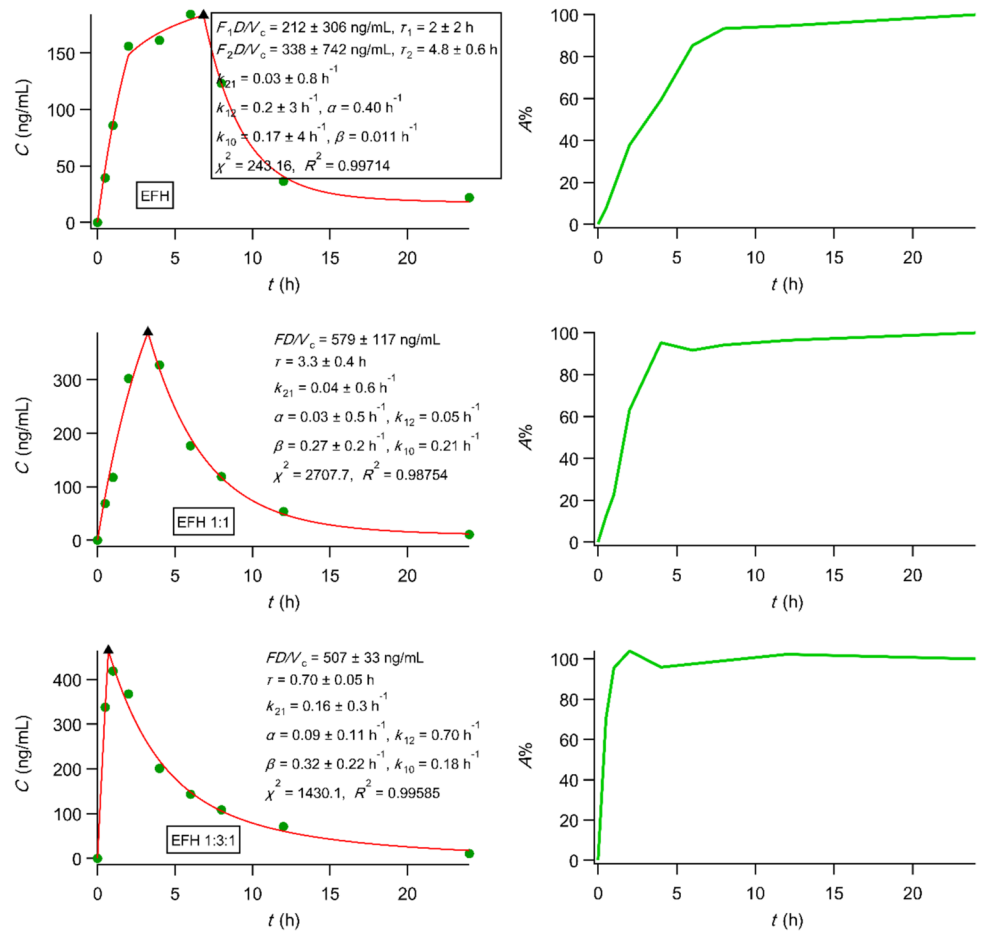 F₁D/V꜀ = 212 ± 306 ng/mL, τ₁ = 2 ± 2 h
F₂D/V꜀ = 338 ± 742 ng/mL, τ₂ = 4.8 ± 0.6 h
k₂₁ = 0.03 ± 0.8 h⁻¹
k₁₂ = 0.2 ± 3 h⁻¹, α = 0.40 h⁻¹
k₁₀ = 0.17 ± 4 h⁻¹, β = 0.011 h⁻¹
χ² = 243.16, R² = 0.99714
EFH
C (ng/mL)
150
100
50
0
0 5 10 15 20
t (h)
A%
100
80
60
40
20
0
0 5 10 15 20
t (h)
FD/V꜀ = 579 ± 117 ng/mL
τ = 3.3 ± 0.4 h
k₂₁ = 0.04 ± 0.6 h⁻¹
α = 0.03 ± 0.5 h⁻¹, k₁₂ = 0.05 h⁻¹
β = 0.27 ± 0.2 h⁻¹, k₁₀ = 0.21 h⁻¹
χ² = 2707.7, R² = 0.98754
EFH 1:1
C (ng/mL)
300
200
100
0
0 5 10 15 20
t (h)
A%
100
80
60
40
20
0
0 5 10 15 20
t (h)
FD/V꜀ = 507 ± 33 ng/mL
τ = 0.70 ± 0.05 h
k₂₁ = 0.16 ± 0.3 h⁻¹
α = 0.09 ± 0.11 h⁻¹, k₁₂ = 0.70 h⁻¹
β = 0.32 ± 0.22 h⁻¹, k₁₀ = 0.18 h⁻¹
χ² = 1430.1, R² = 0.99585
EFH 1:3:1
C (ng/mL)
400
300
200
100
0
0 5 10 15 20
t (h)
A%
100
80
60
40
20
0
0 5 10 15 20
t (h)